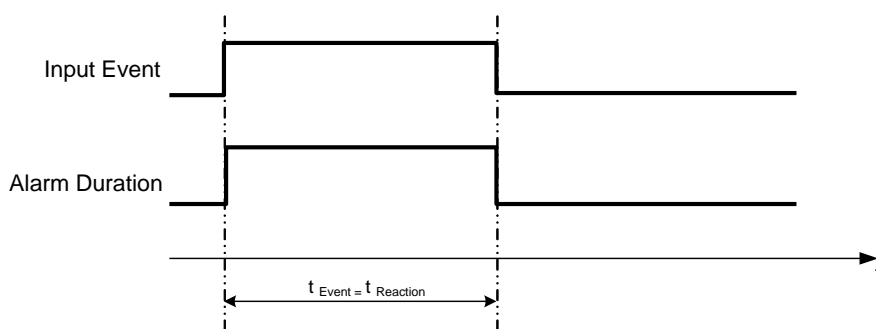 Input Event
Alarm Duration
t Event = t Reaction